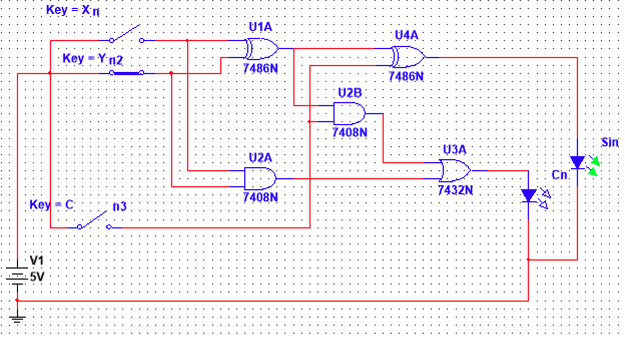 Key = Xn
U1A
U4A
Key = Y n2
7486N
7486N
U2B
7408N
Sin
U2A
U3A
Cn
7408N
7432N
Key = C n3
V1
5V